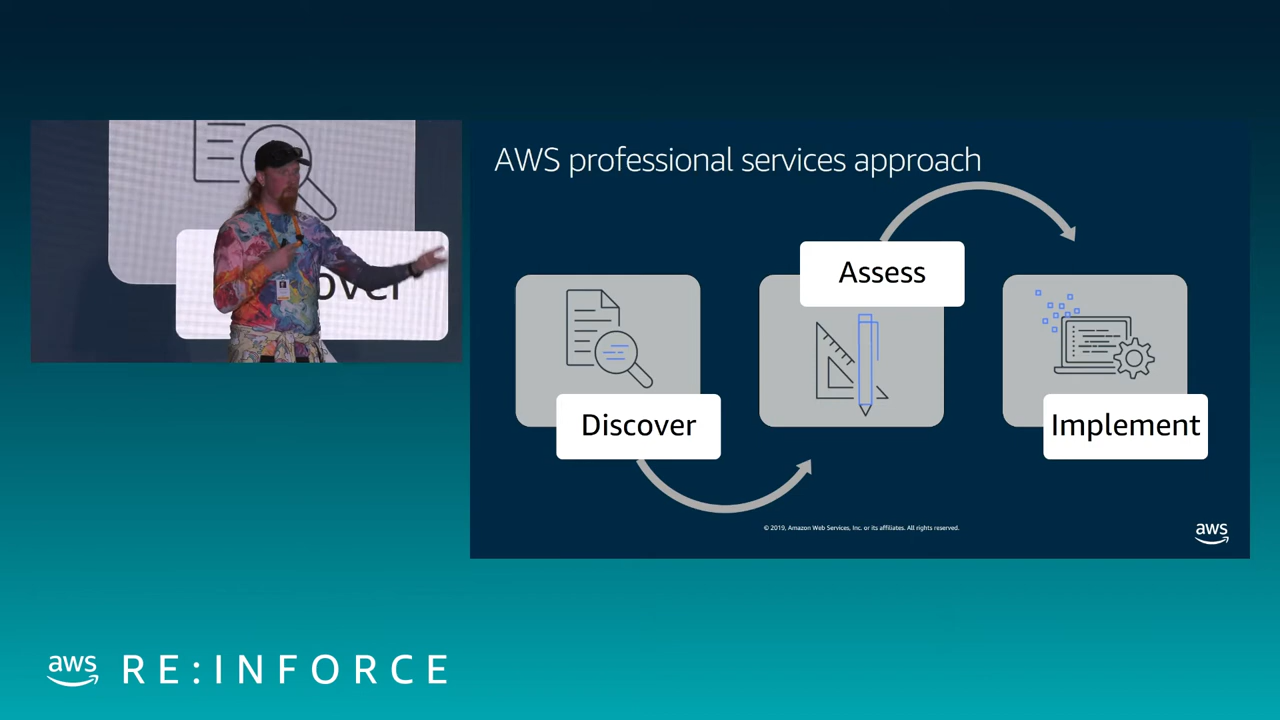 AWS professional services approach
Assess
Discover
Implement
© 2019, Amazon Web Services, Inc. or its affiliates. All rights reserved.
aws
aws RE:INFORCE